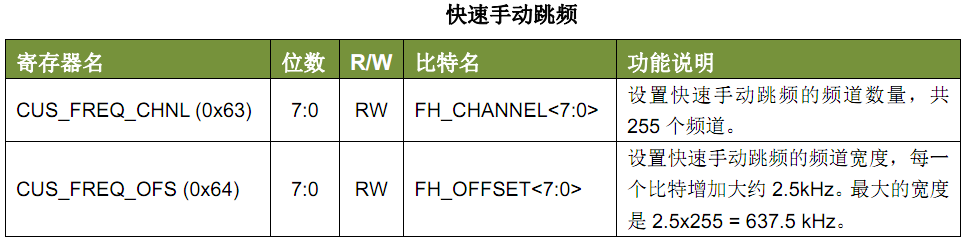 快速手动跳频
寄存器名 位数 R/W 比特名 功能说明
CUS_FREQ_CHNL (0x63) 7:0 RW FH_CHANNEL<7:0> 设置快速手动跳频的频道数量，共
255 个频道。
CUS_FREQ_OFS (0x64) 7:0 RW FH_OFFSET<7:0> 设置快速手动跳频的频道宽度，每一
个比特增加大约 2.5kHz。最大的宽度
是 2.5x255 = 637.5 kHz。